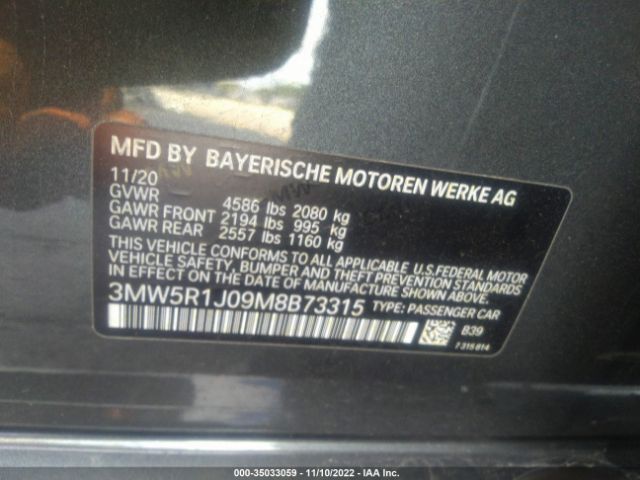 MFD BY BAYERISCHE MOTOREN WERKE AG
11/20
GVWR 4586 lbs 2080 kg
GAWR FRONT 2194 lbs 995 kg
GAWR REAR 2557 lbs 1160 kg
THIS VEHICLE CONFORMS TO ALL APPLICABLE U.S.FEDERAL MOTOR
VEHICLE SAFETY, BUMPER AND THEFT PREVENTION STANDARDS
IN EFFECT ON THE DATE OF MANUFACTURE SHOWN ABOVE.
3MW5R1J09M8B73315 TYPE: PASSENGER CAR
B39
7315814
000-35033059 - 11/10/2022 - IAA Inc.